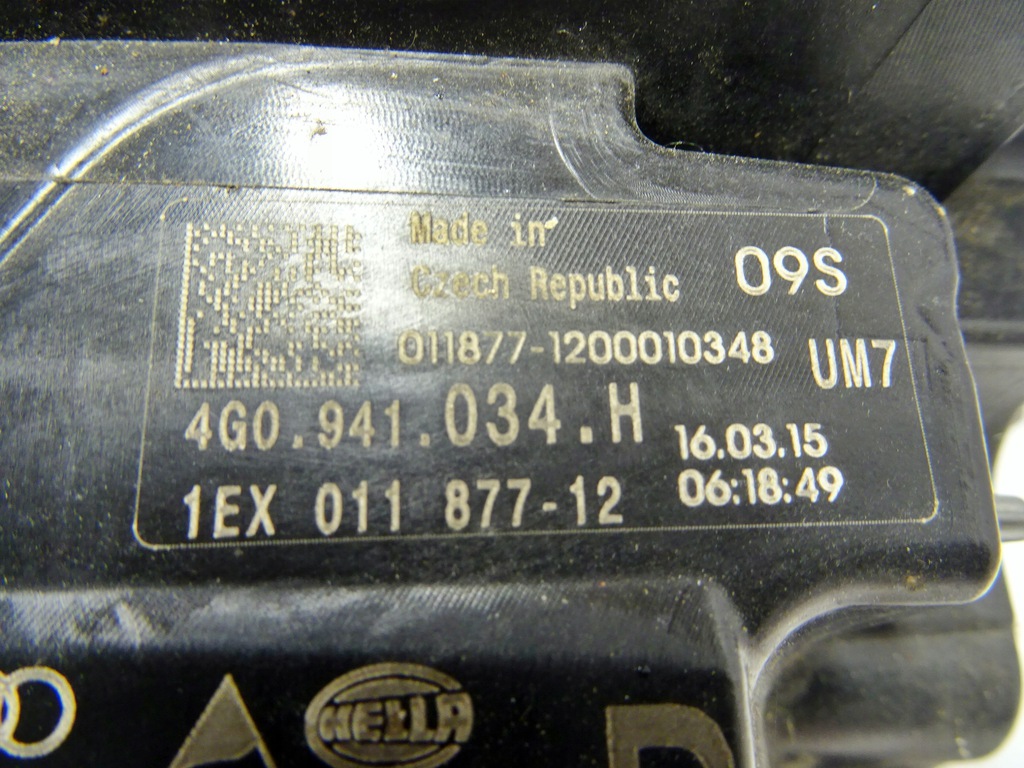 Made in
Czech Republic
09S
011877-1200010348
UM7
4G0.941.034.H
16.03.15
1EX 011 877-12
06:18:49
HELLA